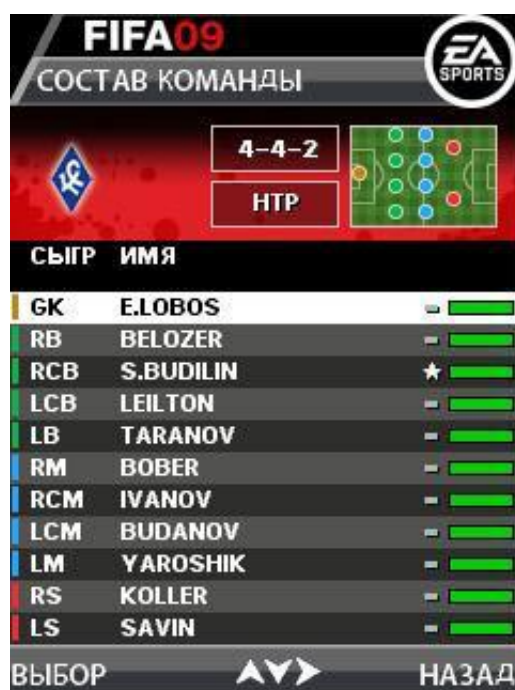 FIFA09
EA
SPORTS
СОСТАВ КОМАНДЫ
4-4-2
НТР
СЫГР ИМЯ
GK E.LOBOS
RB BELOZER
RCB S.BUDILIN
LCB LEILTON
LB TARANOV
RM BOBER
RCM IVANOV
LCM BUDANOV
LM YAROSHIK
RS KOLLER
LS SAVIN
ВЫБОР НАЗАД